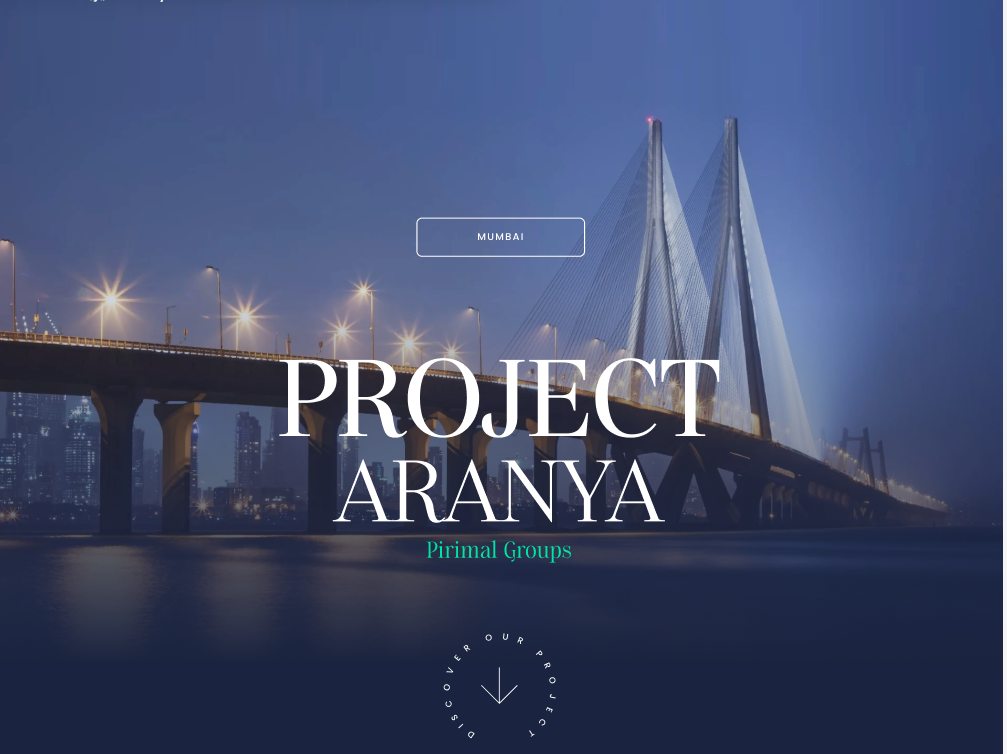 MUMBAI
PROJECT
ARANYA
Pirimal Groups
DISCOVER OUR PROJECT